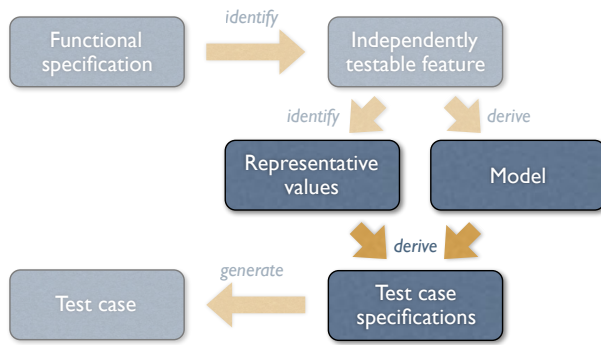 identify
Functional
specification
Independently
testable feature
identify
derive
Representative
values
Model
derive
generate
Test case
Test case
specifications